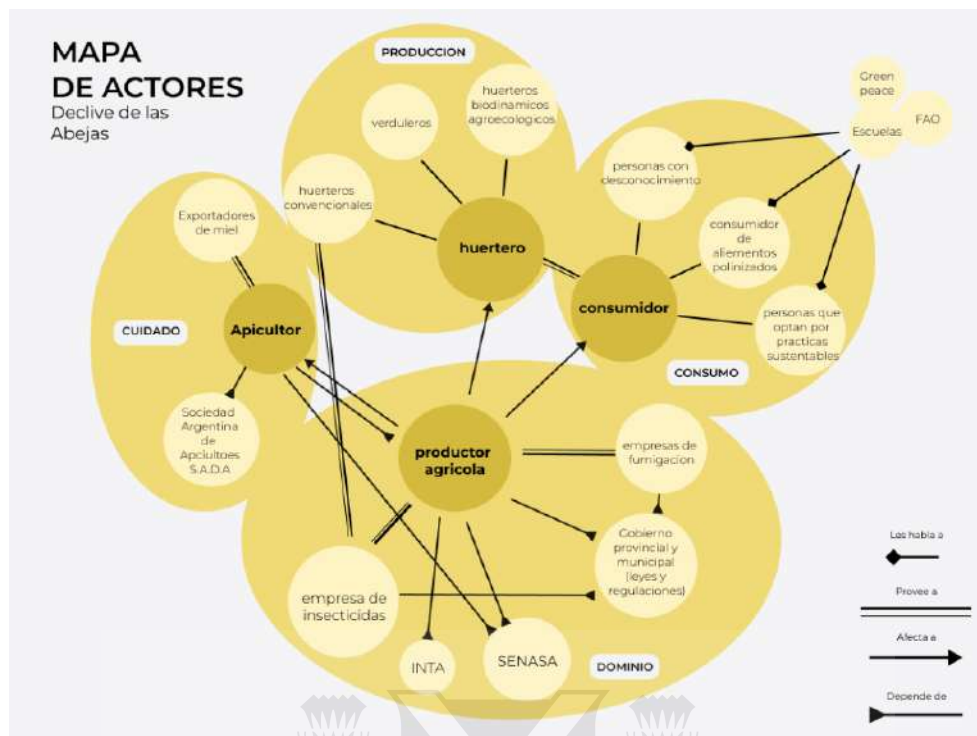 MAPA
DE ACTORES
Declive de las
Abejas
PRODUCCION
verduleros
huerteros
biodinamicos
agroecologicos
huerteros
convencionales
huertero
Green
peace
Escuelas
FAO
personas con
desconocimiento
consumidor
de
aliementos
polinizados
personas que
optan por
practicas
sustentables
consumidor
CONSUMO
Exportadores
de miel
CUIDADO
Apicultor
Sociedad
Argentina
de
Apciultoes
S.A.D.A
productor
agricola
empresas de
fumigacion
Gobierno
provincial y
municipal
(leyes y
regulaciones)
empresa de
insecticidas
INTA
SENASA
DOMINIO
Les habla a
Provee a
Afecta a
Depende de